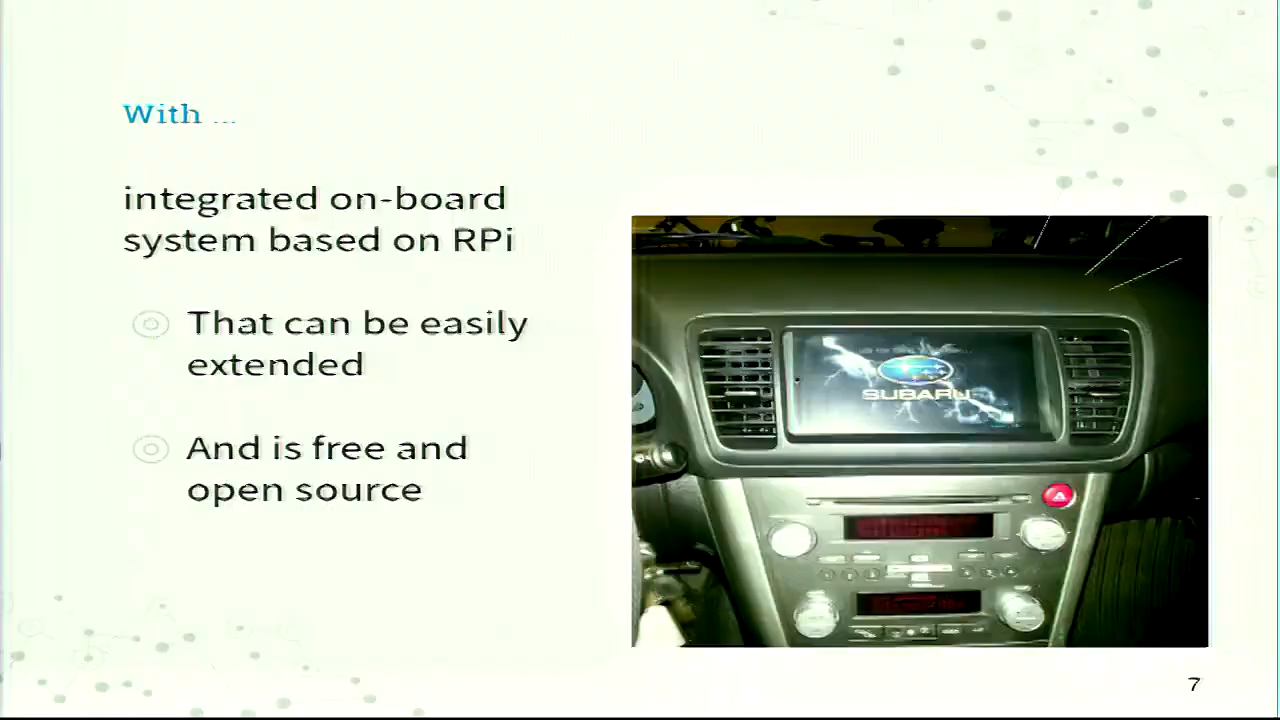 With ...
integrated on-board
system based on RPi
That can be easily
extended
And is free and
open source
SUBARU
7